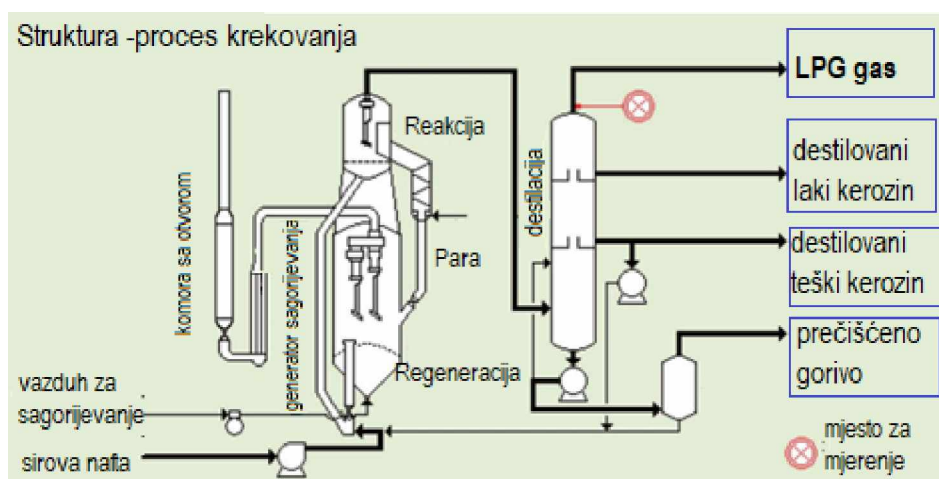 Struktura -proces krekovanja
LPG gas
Reakcija
destilovani
laki kerozin
destilacija
komora sa otvorom
generator sagorijevanja
Para
destilovani
teški kerozin
Regeneracija
prečišćeno
gorivo
vazduh za
sagorijevanje
sirova nafta
mjesto za
mjerenje